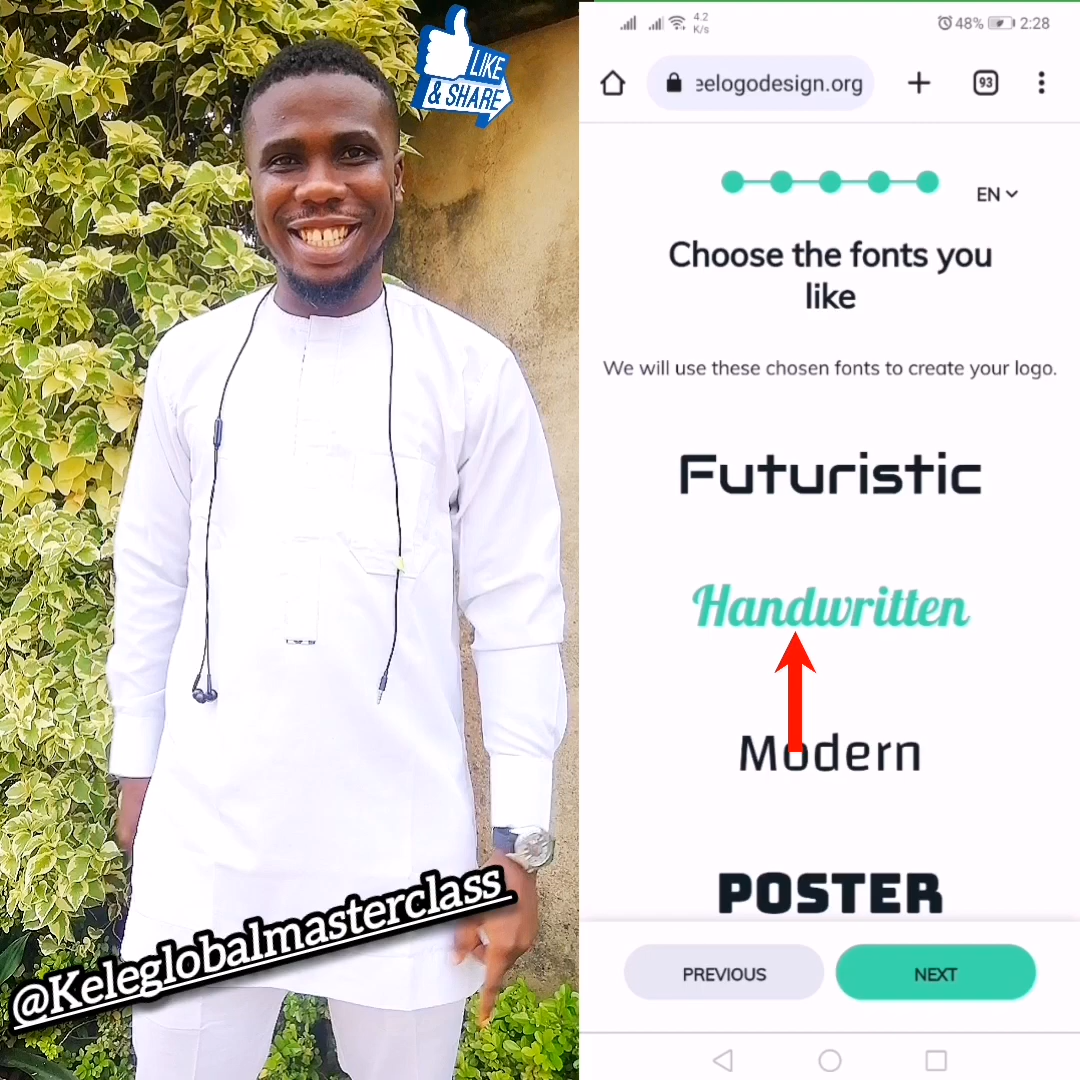 LIKE
& SHARE
@Keleglobalmasterclass
4.2
K/s
48%
2:28
eelogodesign.org
93
EN
Choose the fonts you
like
We will use these chosen fonts to create your logo.
Futuristic
Handwritten
Modern
POSTER
PREVIOUS
NEXT